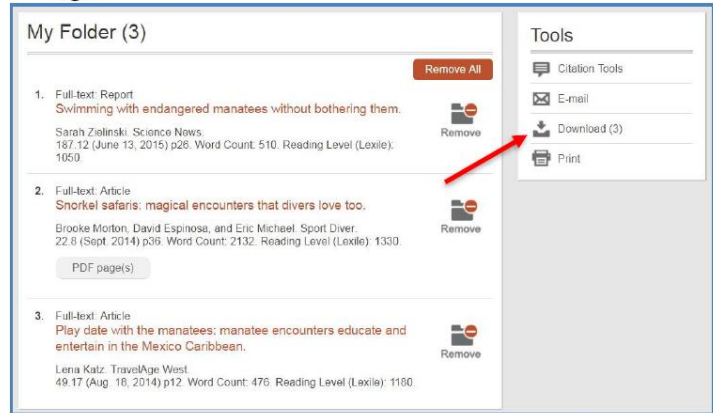 My Folder (3)
Remove All
1. Full-text: Report
Swimming with endangered manatees without bothering them.
Sarah Zielinski. Science News.
187.12 (June 13, 2015) p26. Word Count: 510. Reading Level (Lexile):
1050.
Remove
2. Full-text: Article
Snorkel safaris: magical encounters that divers love too.
Brooke Morton, David Espinosa, and Eric Michael. Sport Diver.
22.8 (Sept. 2014) p36. Word Count: 2132. Reading Level (Lexile): 1330.
Remove
PDF page(s)
3. Full-text: Article
Play date with the manatees: manatee encounters educate and
entertain in the Mexico Caribbean.
Lena Katz. TravelAge West.
49.17 (Aug. 18, 2014) p12. Word Count: 476. Reading Level (Lexile): 1180.
Remove
Tools
Citation Tools
E-mail
Download (3)
Print